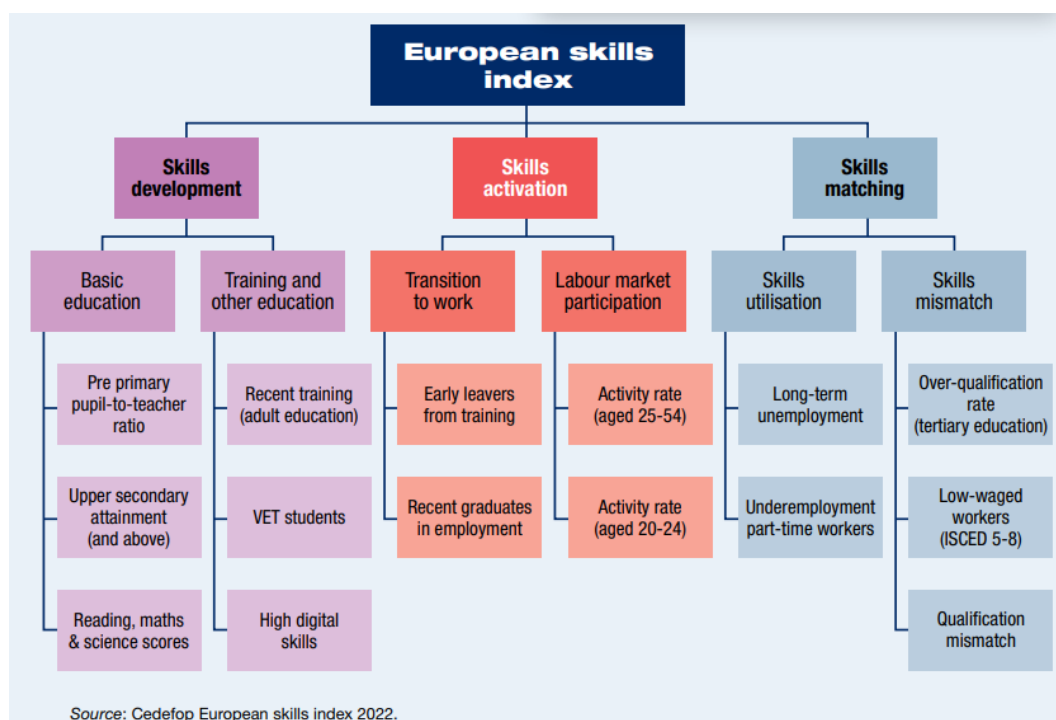 European skills
index
Skills
development
Skills
activation
Skills
matching
Basic
education
Training and
other education
Transition
to work
Labour market
participation
Skills
utilisation
Skills
mismatch
Pre primary
pupil-to-teacher
ratio
Recent training
(adult education)
Early leavers
from training
Activity rate
(aged 25-54)
Long-term
unemployment
Over-qualification
rate
(tertiary education)
Upper secondary
attainment
(and above)
VET students
Recent graduates
in employment
Activity rate
(aged 20-24)
Underemployment
part-time workers
Low-waged
workers
(ISCED 5-8)
Reading, maths
& science scores
High digital
skills
Qualification
mismatch
Source: Cedefop European skills index 2022.